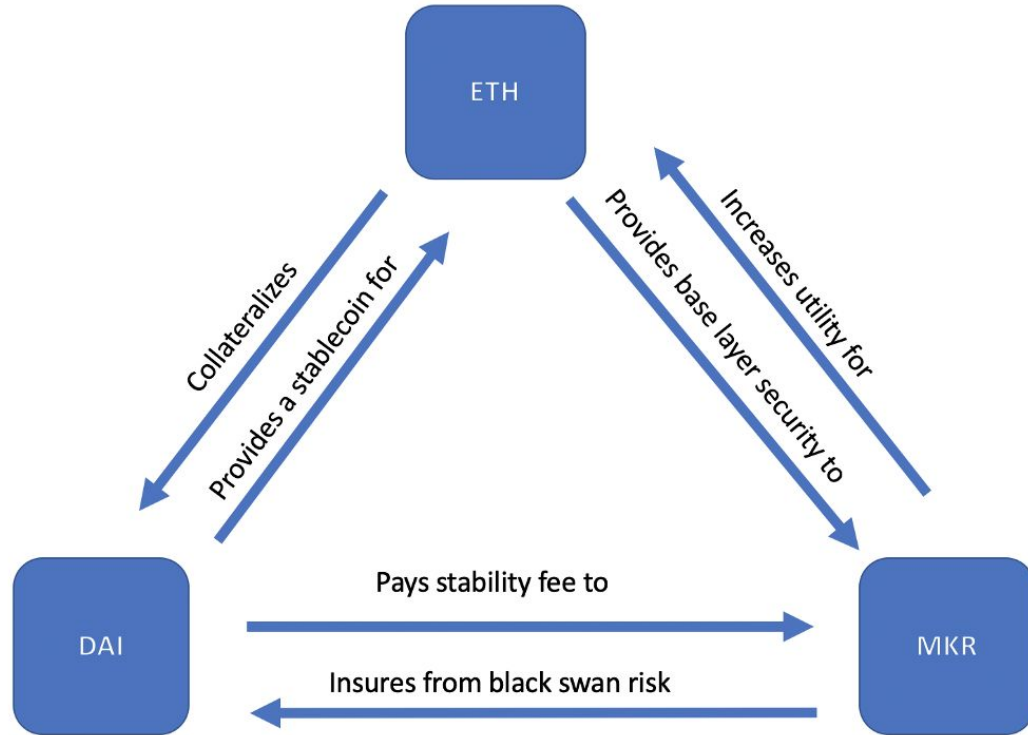 ETH
Collateralizes
Provides a stablecoin for
Provides base layer security to
Increases utility for
Pays stability fee to
DAI
MKR
Insures from black swan risk